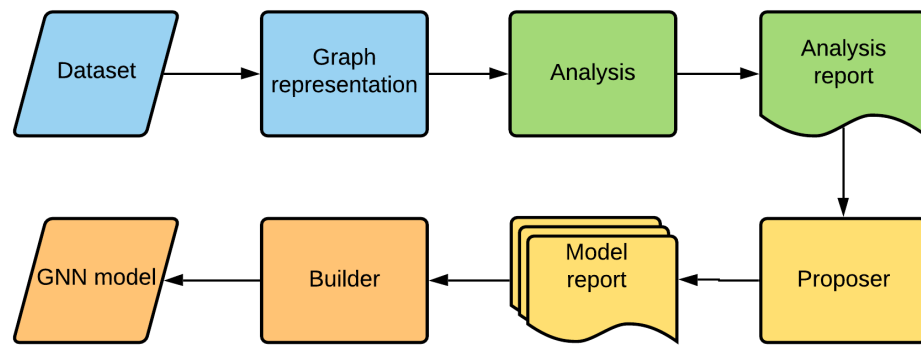 Dataset
Graph
representation
Analysis
Analysis
report
GNN model
Builder
Model
report
Proposer